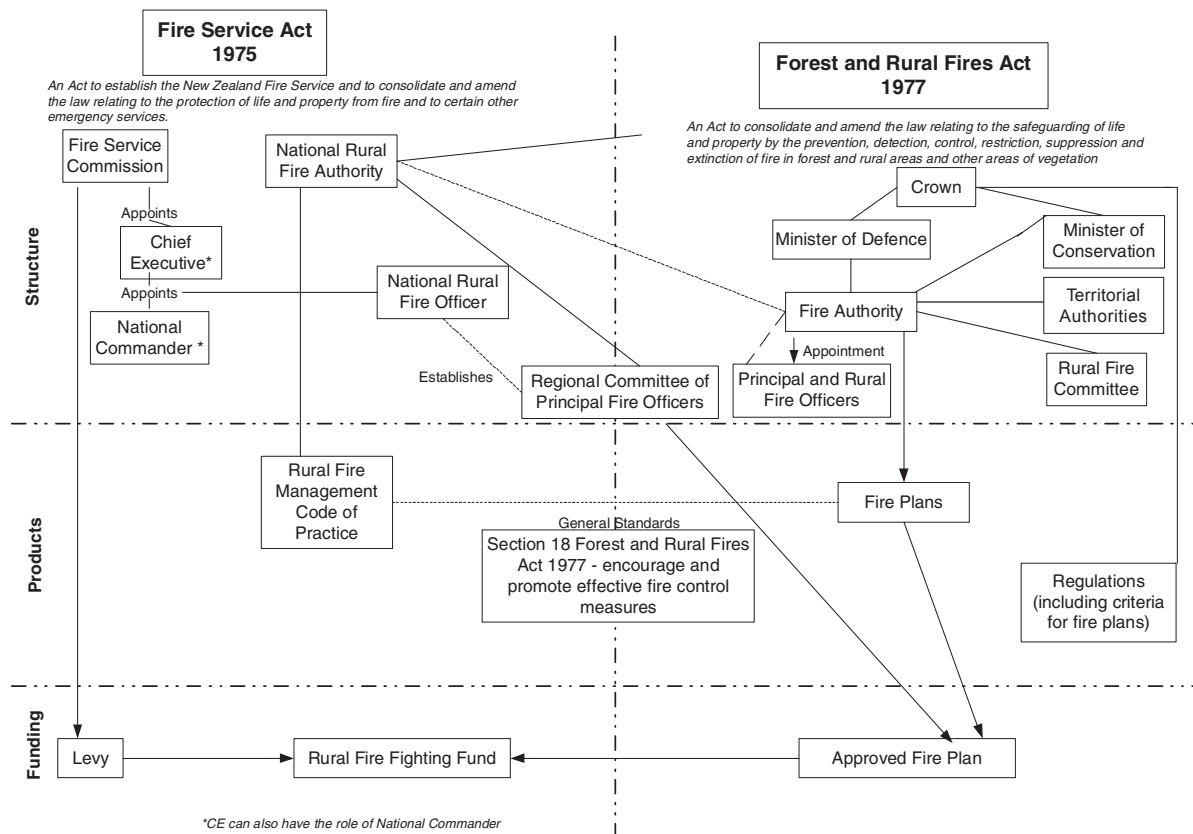 Fire Service Act
1975
An Act to establish the New Zealand Fire Service and to consolidate and amend
the law relating to the protection of life and property from fire and to certain other
emergency services.
Forest and Rural Fires Act
1977
An Act to consolidate and amend the law relating to the safeguarding of life
and property by the prevention, detection, control, restriction, suppression and
extinction of fire in forest and rural areas and other areas of vegetation
Structure
Fire Service
Commission
National Rural
Fire Authority
Crown
Appoints
Chief
Executive*
Minister of Defence
Minister of
Conservation
Appoints
National Rural
Fire Officer
National
Commander *
Fire Authority
Territorial
Authorities
Establishes
Regional Committee of
Principal Fire Officers
Appointment
Principal and Rural
Fire Officers
Rural Fire
Committee
Products
Rural Fire
Management
Code of
Practice
Fire Plans
General Standards
Section 18 Forest and Rural Fires
Act 1977 - encourage and
promote effective fire control
measures
Regulations
(including criteria
for fire plans)
Funding
Levy
Rural Fire Fighting Fund
Approved Fire Plan
*CE can also have the role of National Commander